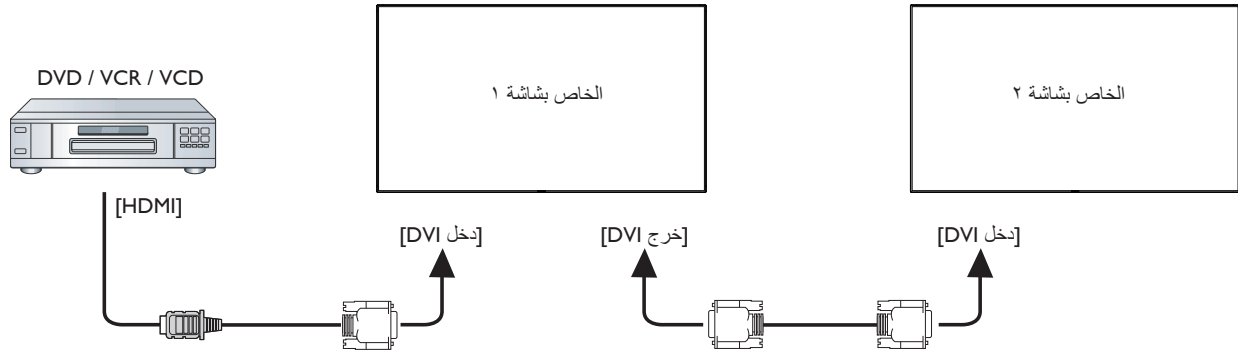 DVD / VCR / VCD
الخاص بشاشة ١
الخاص بشاشة ٢
[HDMI]
[دخل DVI]
[خرج DVI]
[دخل DVI]